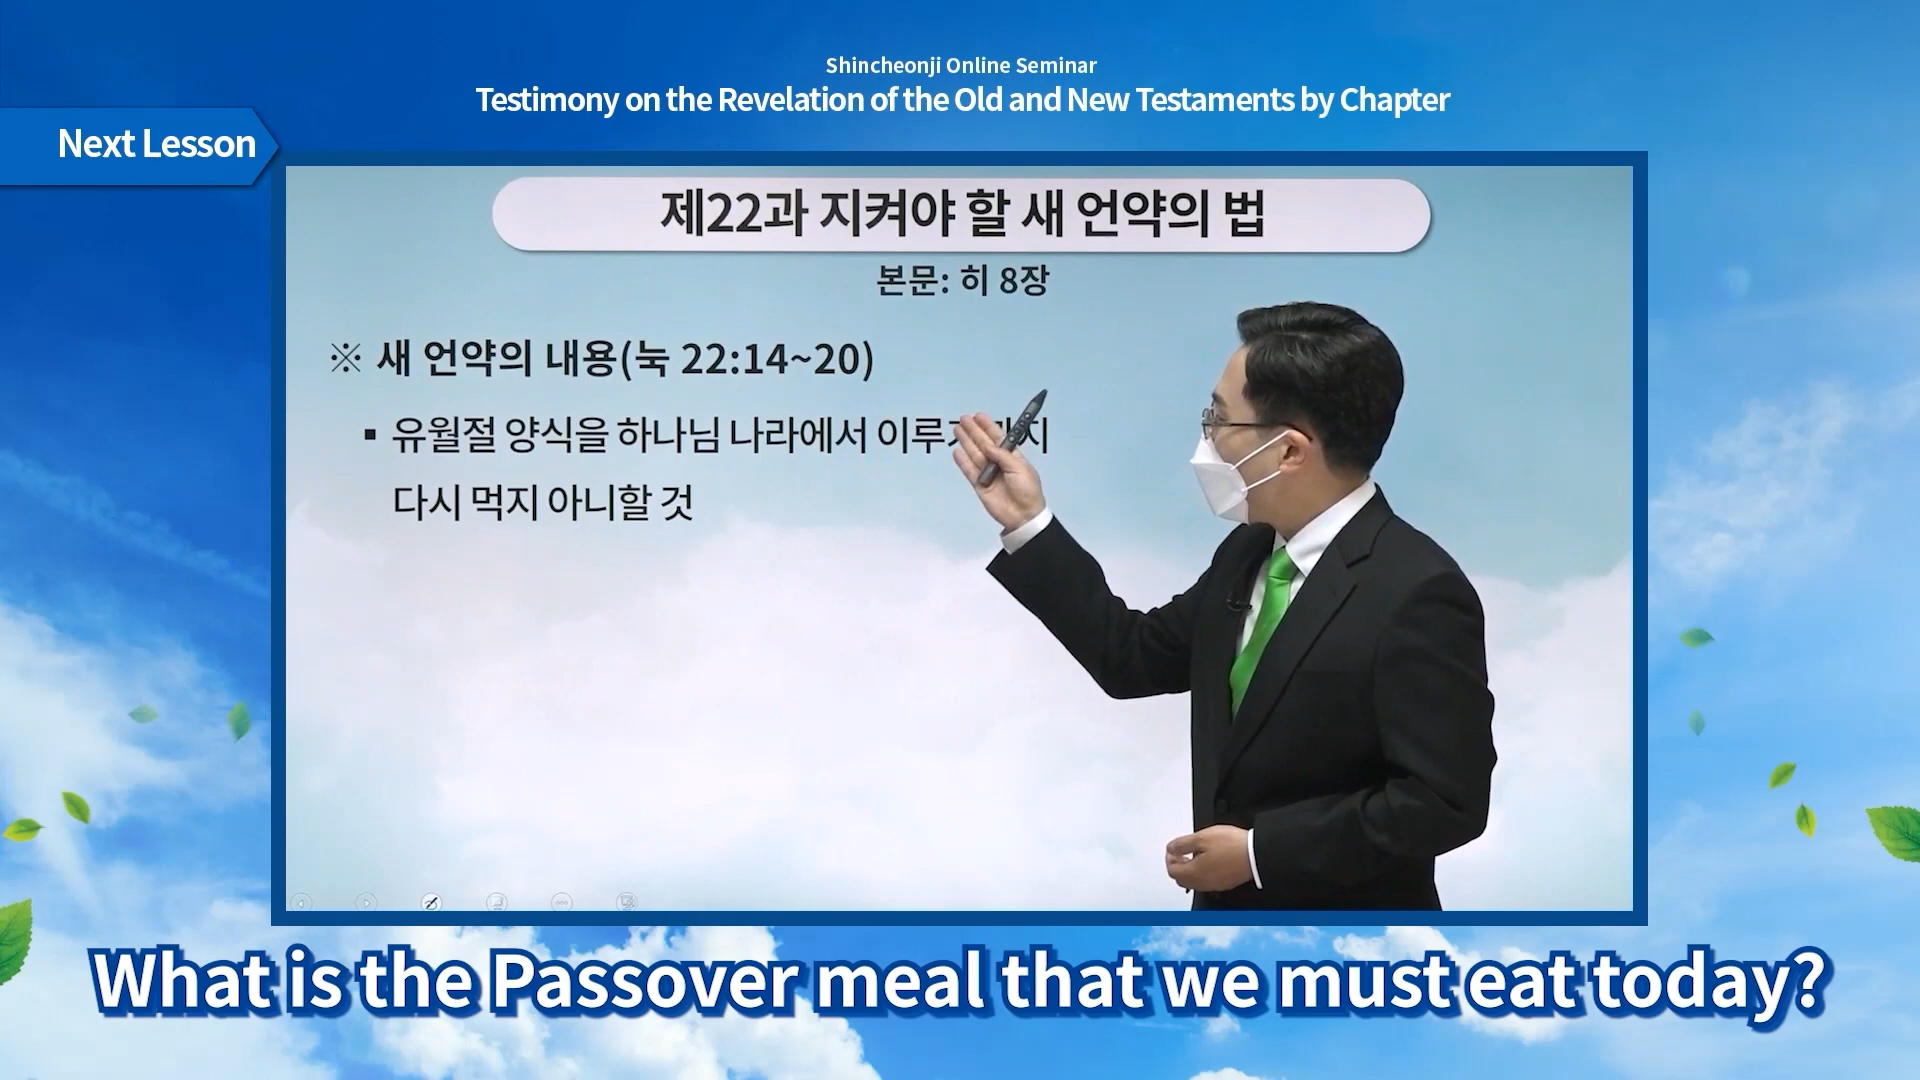 Shincheonji Online Seminar
Testimony on the Revelation of the Old and New Testaments by Chapter
Next Lesson
제22과 지켜야 할 새 언약의 법
본문: 히 8장
※ 새 언약의 내용(눅 22:14~20)
▪ 유월절 양식을 하나님 나라에서
다시 먹지 아니할 것
What is the Passover meal that we must eat today?